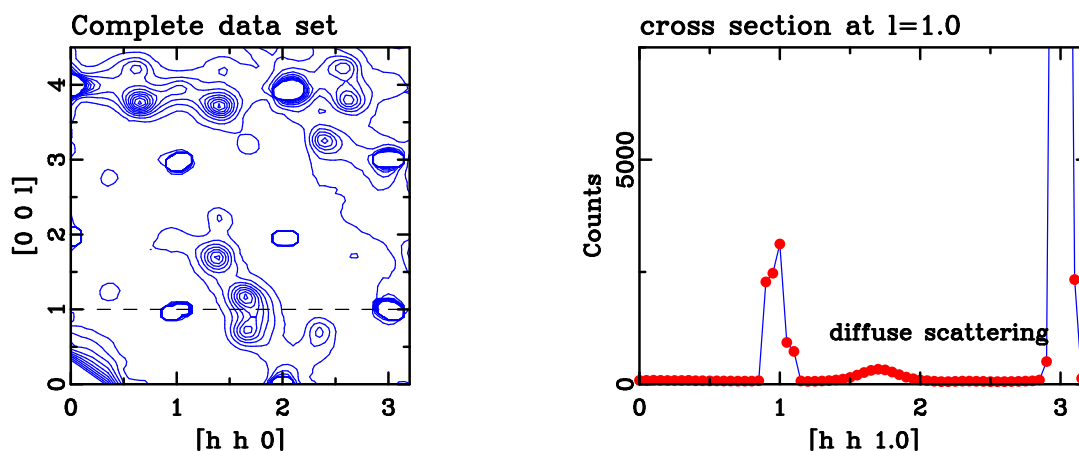 Complete data set
4
3
2
1
0
[0 0 l]
0 1 2 3
[h h 0]
cross section at l=1.0
5000
0
Counts
diffuse scattering
0 1 2 3
[h h 1.0]